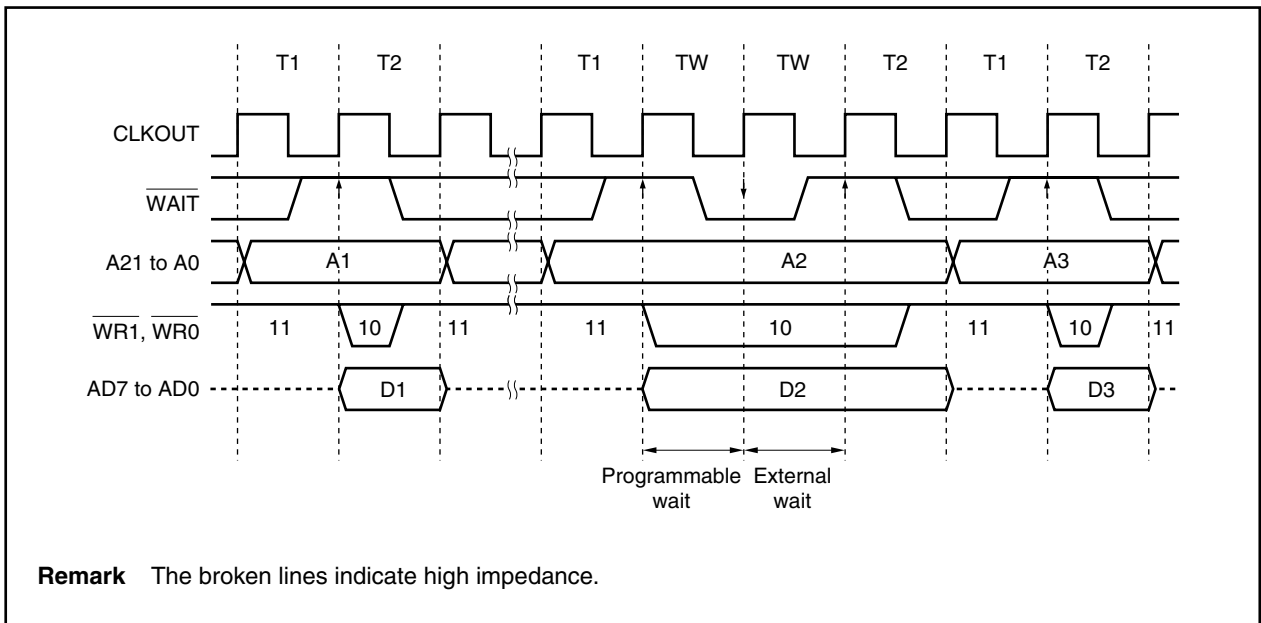 T1 T2 T1 TW TW T2 T1 T2
CLKOUT
WAIT
A21 to A0 A1 A2 A3
WR1, WR0 11 10 11 11 10 11 10 11
AD7 to AD0 D1 D2 D3
Programmable wait
External wait
Remark The broken lines indicate high impedance.